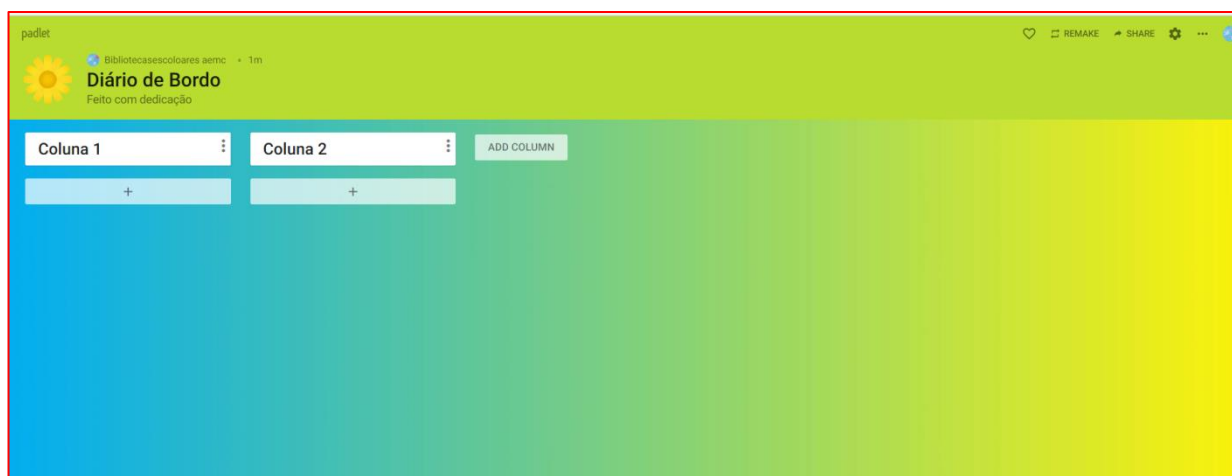 padlet
REMAKE SHARE
Bibliotecasescoloares aemc • 1m
Diário de Bordo
Feito com dedicação
Coluna 1
Coluna 2
ADD COLUMN
+
+